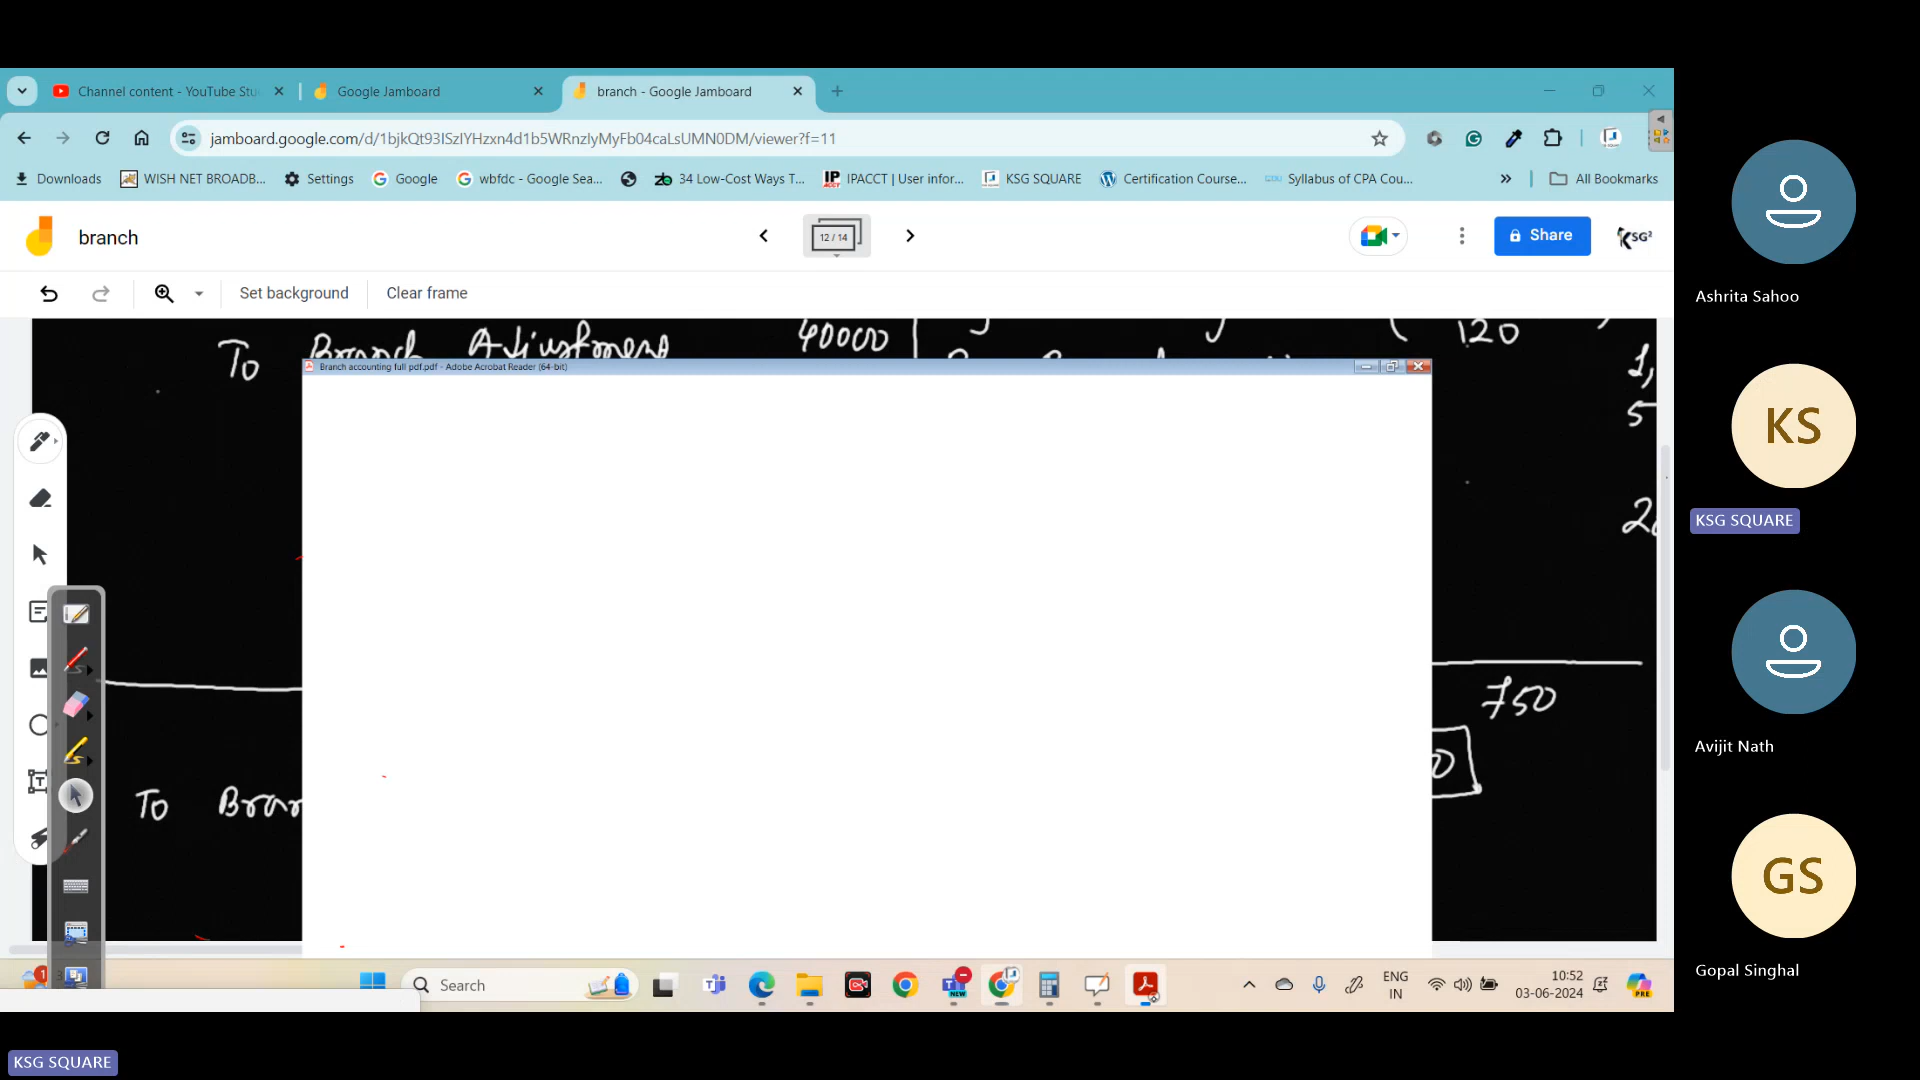 Channel content - YouTube Stu
Google Jamboard
branch - Google Jamboard
jamboard.google.com/d/1bjkQt93lSzlYHzxn4d1b5WRnzlyMyFb04caLsUMN0DM/viewer?f=11
Downloads
WISH NET BROADB...
Settings
Google
wbfdc - Google Sea...
34 Low-Cost Ways T...
IPACCT | User infor...
KSG SQUARE
Certification Course...
Syllabus of CPA Cou...
»
All Bookmarks
branch
12 / 14
Share
KSG²
Set background
Clear frame
To Branch Adjustment 40000
120
Branch accounting full pdf.pdf - Adobe Acrobat Reader (64-bit)
750
To Bran
Search
ENG
IN
10:52
03-06-2024
Ashrita Sahoo
KS
KSG SQUARE
Avijit Nath
GS
Gopal Singhal
KSG SQUARE